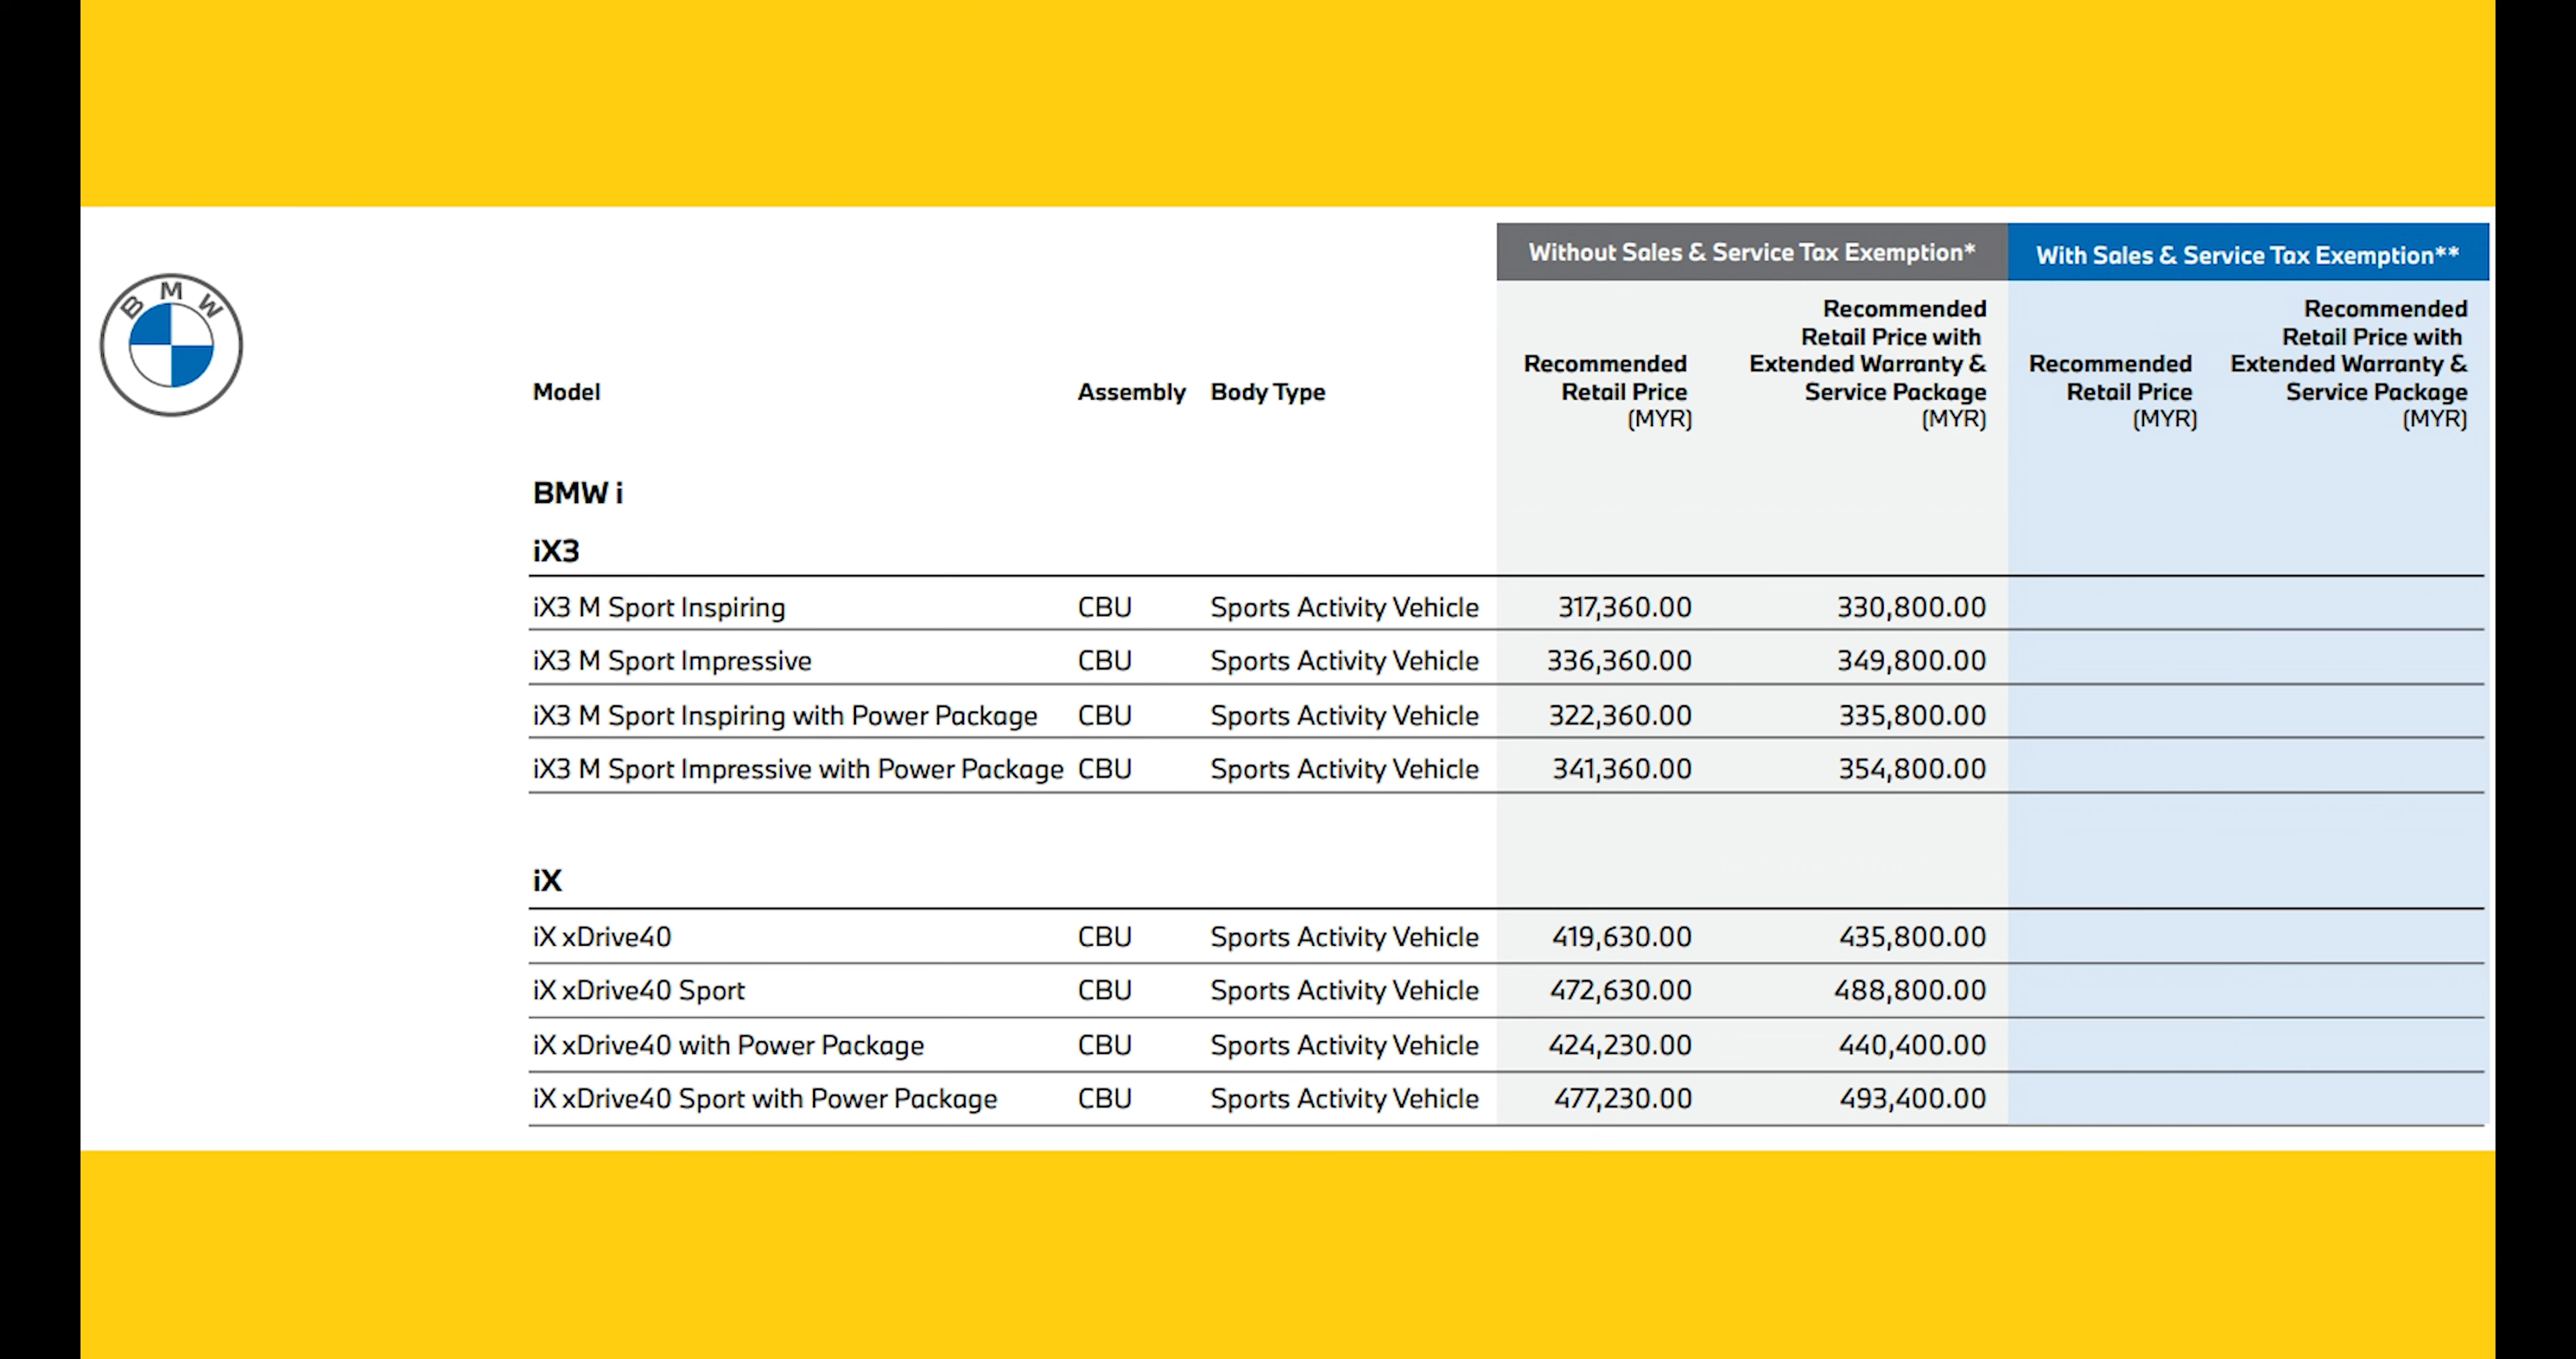 BMW
Without Sales & Service Tax Exemption* With Sales & Service Tax Exemption**
Model Assembly Body Type Recommended Retail Price (MYR) Recommended Retail Price with Extended Warranty & Service Package (MYR) Recommended Retail Price (MYR) Recommended Retail Price with Extended Warranty & Service Package (MYR)
BMW i
iX3
iX3 M Sport Inspiring CBU Sports Activity Vehicle 317,360.00 330,800.00
iX3 M Sport Impressive CBU Sports Activity Vehicle 336,360.00 349,800.00
iX3 M Sport Inspiring with Power Package CBU Sports Activity Vehicle 322,360.00 335,800.00
iX3 M Sport Impressive with Power Package CBU Sports Activity Vehicle 341,360.00 354,800.00
iX
iX xDrive40 CBU Sports Activity Vehicle 419,630.00 435,800.00
iX xDrive40 Sport CBU Sports Activity Vehicle 472,630.00 488,800.00
iX xDrive40 with Power Package CBU Sports Activity Vehicle 424,230.00 440,400.00
iX xDrive40 Sport with Power Package CBU Sports Activity Vehicle 477,230.00 493,400.00